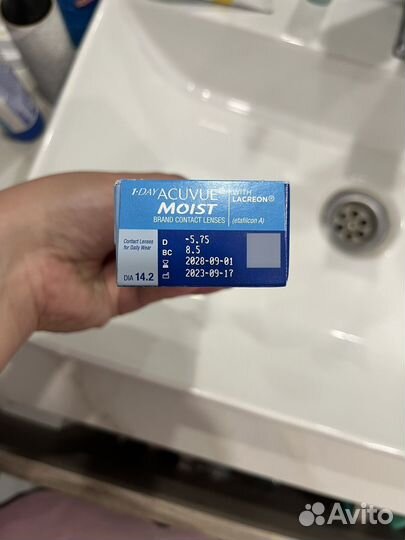 1·DAY ACUVUE® WITH
MOIST LACREON®
BRAND CONTACT LENSES (etafilcon A)
Contact Lenses
for Daily Wear
DIA 14.2
D -5.75
BC 8.5
2028-09-01
2023-09-17
Avito